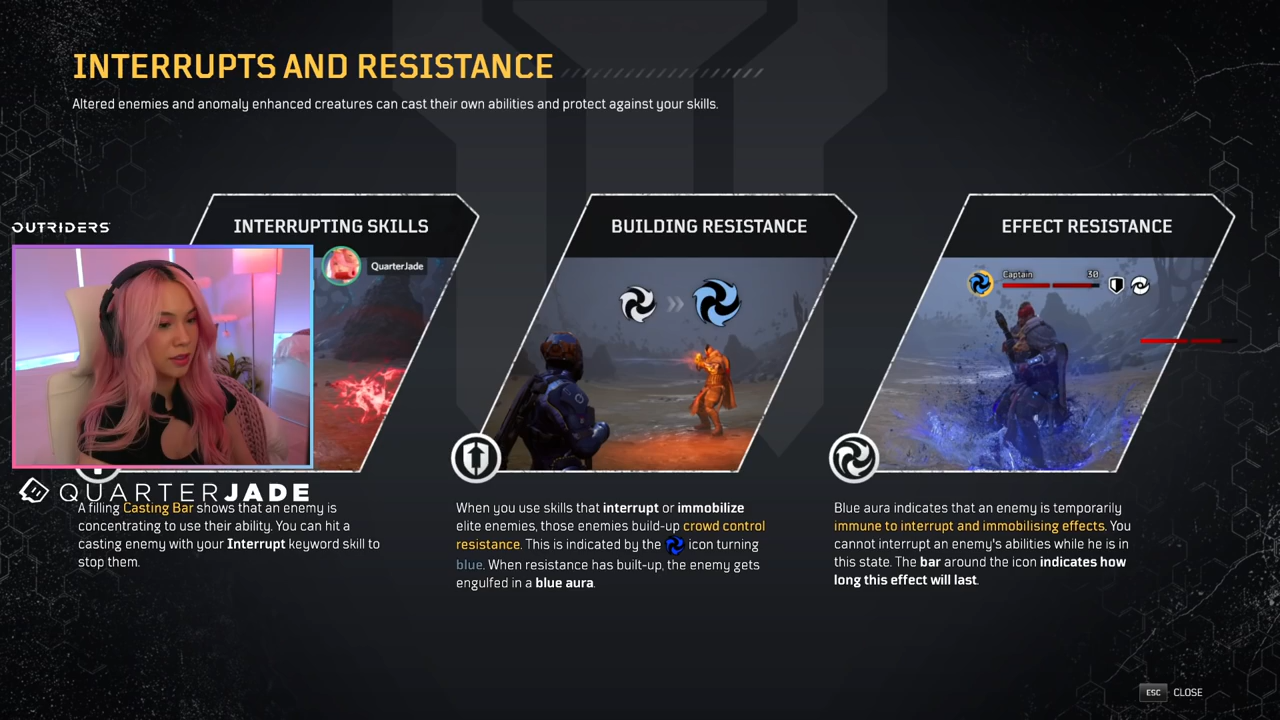 INTERRUPTS AND RESISTANCE
Altered enemies and anomaly enhanced creatures can cast their own abilities and protect against your skills.
OUTRIDERS
INTERRUPTING SKILLS
QuarterJade
QUARTERJADE
A filling Casting Bar shows that an enemy is
concentrating to use their ability. You can hit a
casting enemy with your Interrupt keyword skill to
stop them.
BUILDING RESISTANCE
When you use skills that interrupt or immobilize
elite enemies, those enemies build-up crowd control
resistance. This is indicated by the icon turning
blue. When resistance has built-up, the enemy gets
engulfed in a blue aura.
EFFECT RESISTANCE
Captain 30
Blue aura indicates that an enemy is temporarily
immune to interrupt and immobilising effects. You
cannot interrupt an enemy's abilities while he is in
this state. The bar around the icon indicates how
long this effect will last.
ESC CLOSE